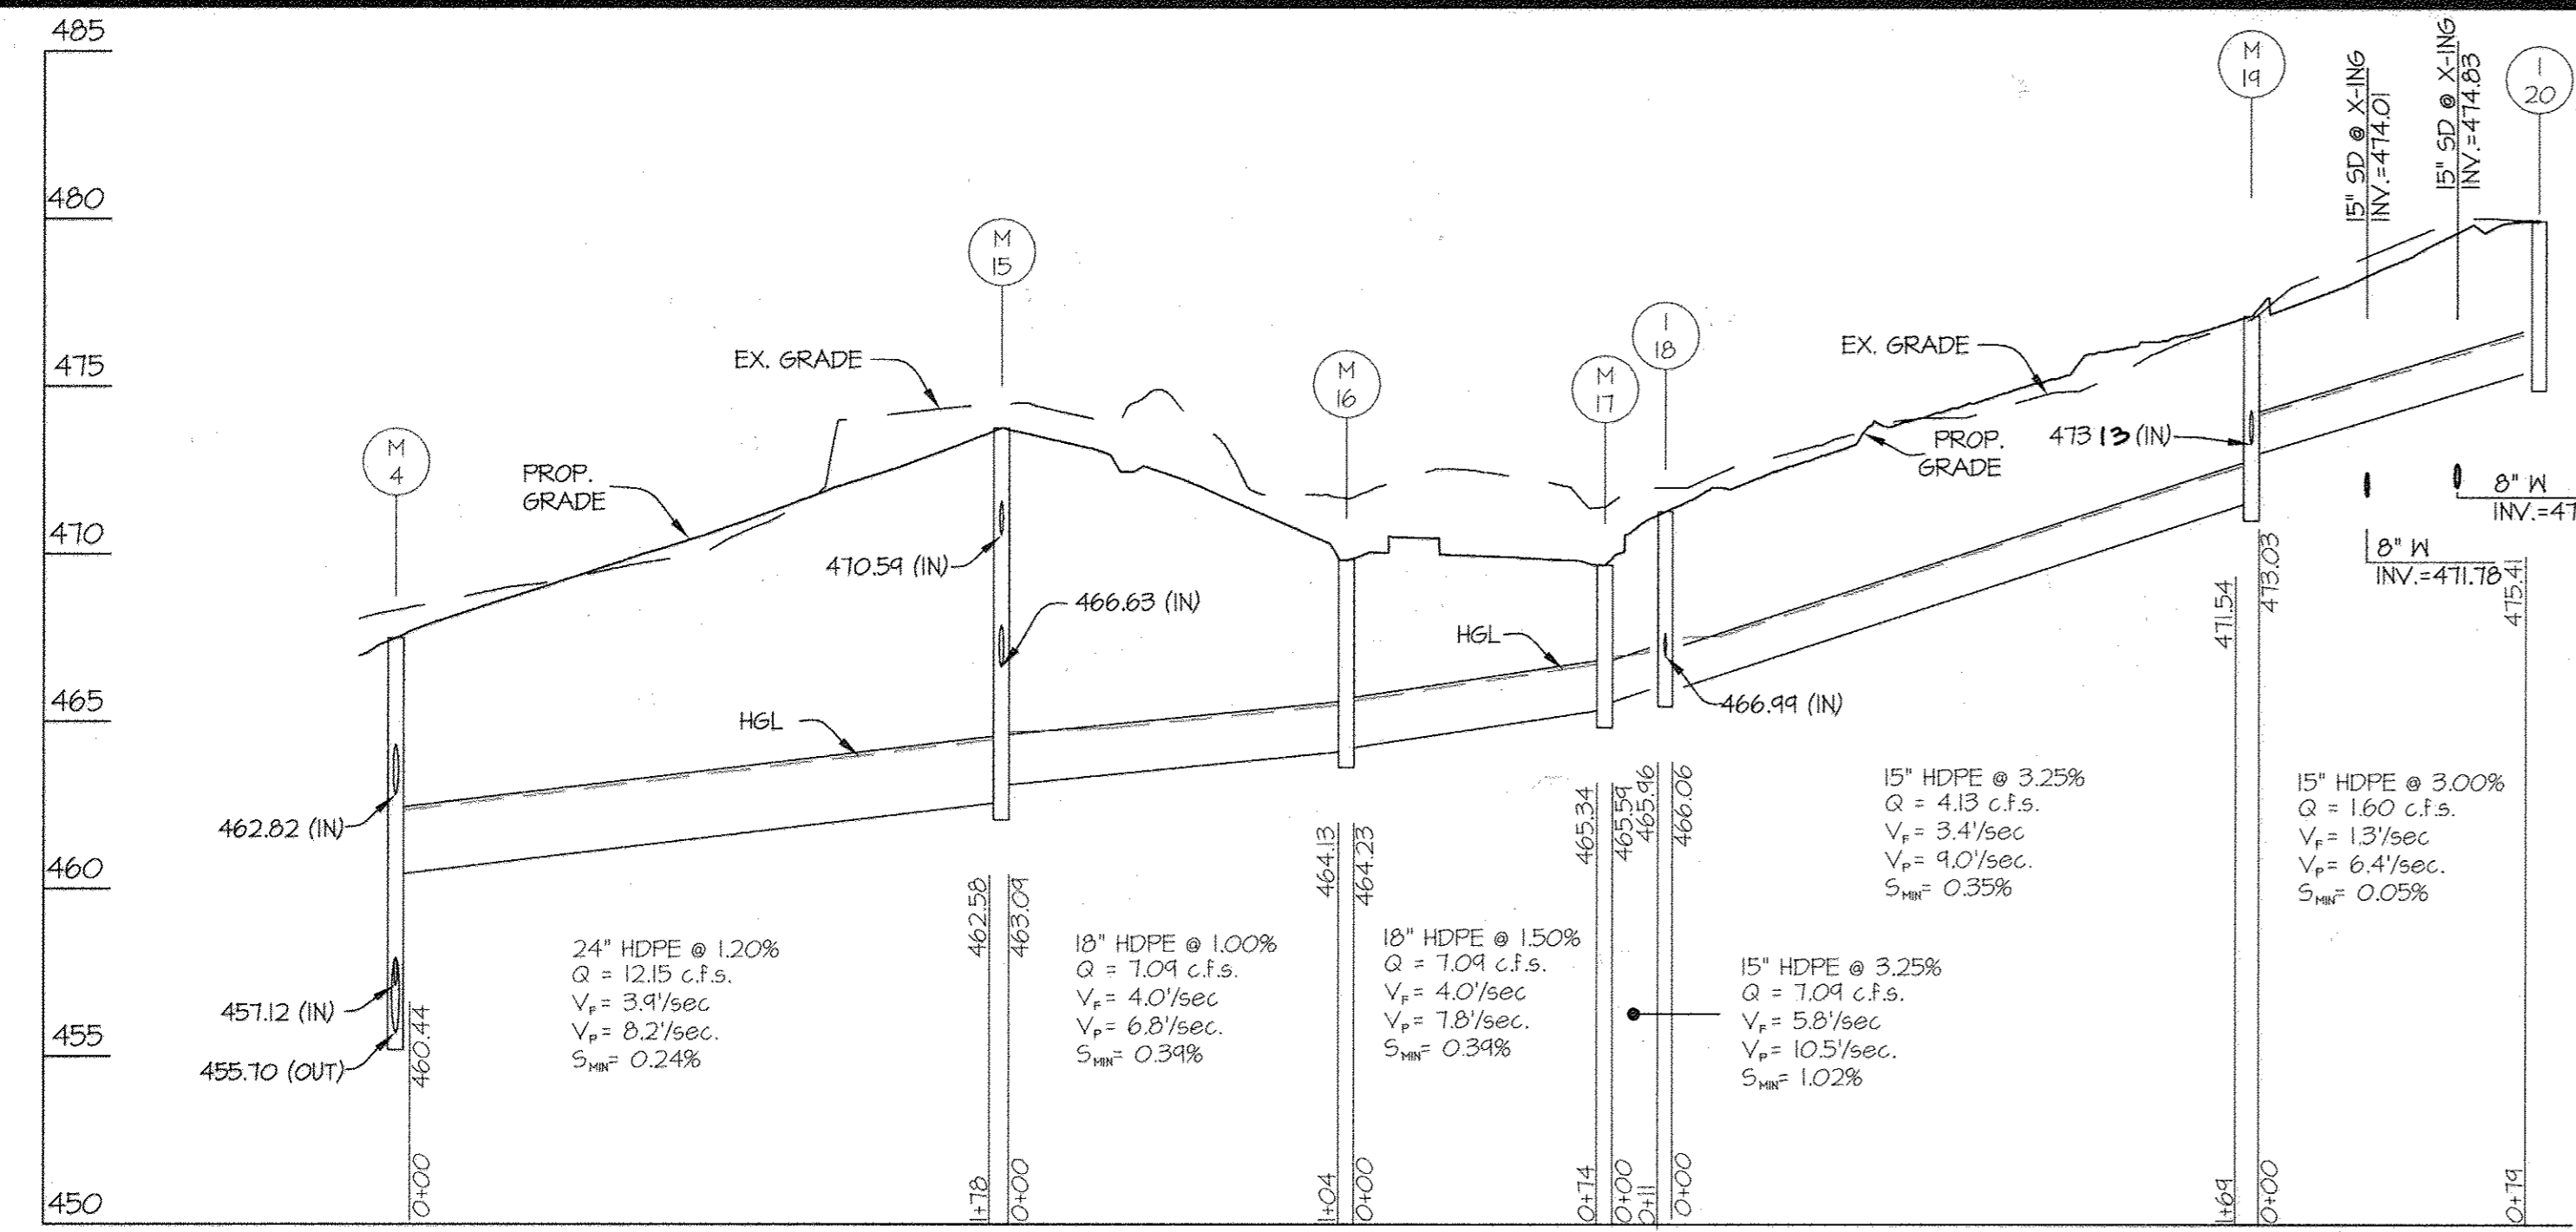 485
480
475
470
465
460
455
450
M
4
M
15
M
16
M
17
I
18
M
19
I
20
15" SD @ X-ING
INV.=474.01
15" SD @ X-ING
INV.=474.83
EX. GRADE
PROP.
GRADE
470.59 (IN)
466.63 (IN)
HGL
462.82 (IN)
457.12 (IN)
455.70 (OUT)
HGL
466.99 (IN)
EX. GRADE
PROP.
GRADE
473 13 (IN)
8" W
INV.=47
8" W
INV.=471.78
460.44
462.58
463.09
464.13
464.23
465.34
465.59
465.96
466.06
471.54
473.03
475.41
24" HDPE @ 1.20%
Q = 12.15 c.f.s.
VF= 3.9'/sec
VP= 8.2'/sec.
SMIN= 0.24%
18" HDPE @ 1.00%
Q = 7.09 c.f.s.
VF= 4.0'/sec
VP= 6.8'/sec.
SMIN= 0.39%
18" HDPE @ 1.50%
Q = 7.09 c.f.s.
VF= 4.0'/sec
VP= 7.8'/sec.
SMIN= 0.39%
15" HDPE @ 3.25%
Q = 7.09 c.f.s.
VF= 5.8'/sec
VP= 10.5'/sec.
SMIN= 1.02%
15" HDPE @ 3.25%
Q = 4.13 c.f.s.
VF= 3.4'/sec
VP= 9.0'/sec.
SMIN= 0.35%
15" HDPE @ 3.00%
Q = 1.60 c.f.s.
VF= 1.3'/sec
VP= 6.4'/sec.
SMIN= 0.05%
0+00
1+78
0+00
1+04
0+00
0+74
0+00
0+11
0+00
1+69
0+00
0+79